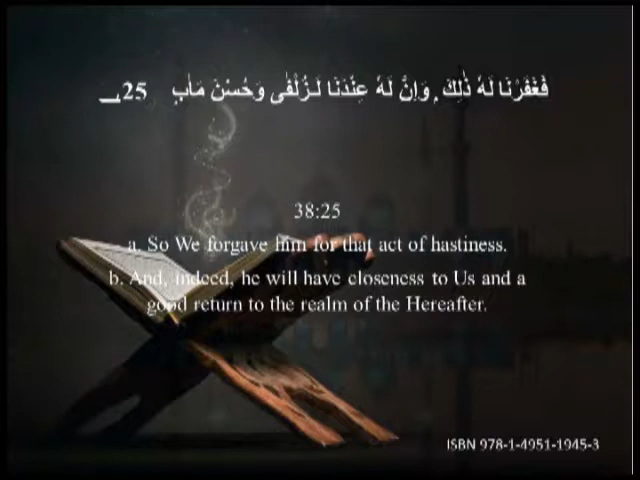 فَغَفَرْنَا لَهٗ ذٰلِكَ ؕ وَاِنَّ لَهٗ عِنْدَنَا لَـزُلْفٰى وَحُسْنَ مَاٰبٍ 25
38:25
a. So We forgave him for that act of hastiness.
b. And, indeed, he will have closeness to Us and a
good return to the realm of the Hereafter.
ISBN 978-1-4951-1945-3